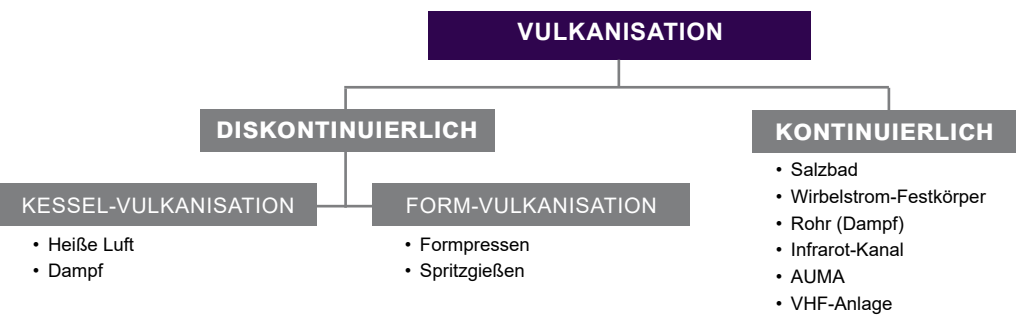 VULKANISATION
DISKONTINUIERLICH
KESSEL-VULKANISATION
• Heiße Luft
• Dampf
FORM-VULKANISATION
• Formpressen
• Spritzgießen
KONTINUIERLICH
• Salzbad
• Wirbelstrom-Festkörper
• Rohr (Dampf)
• Infrarot-Kanal
• AUMA
• VHF-Anlage